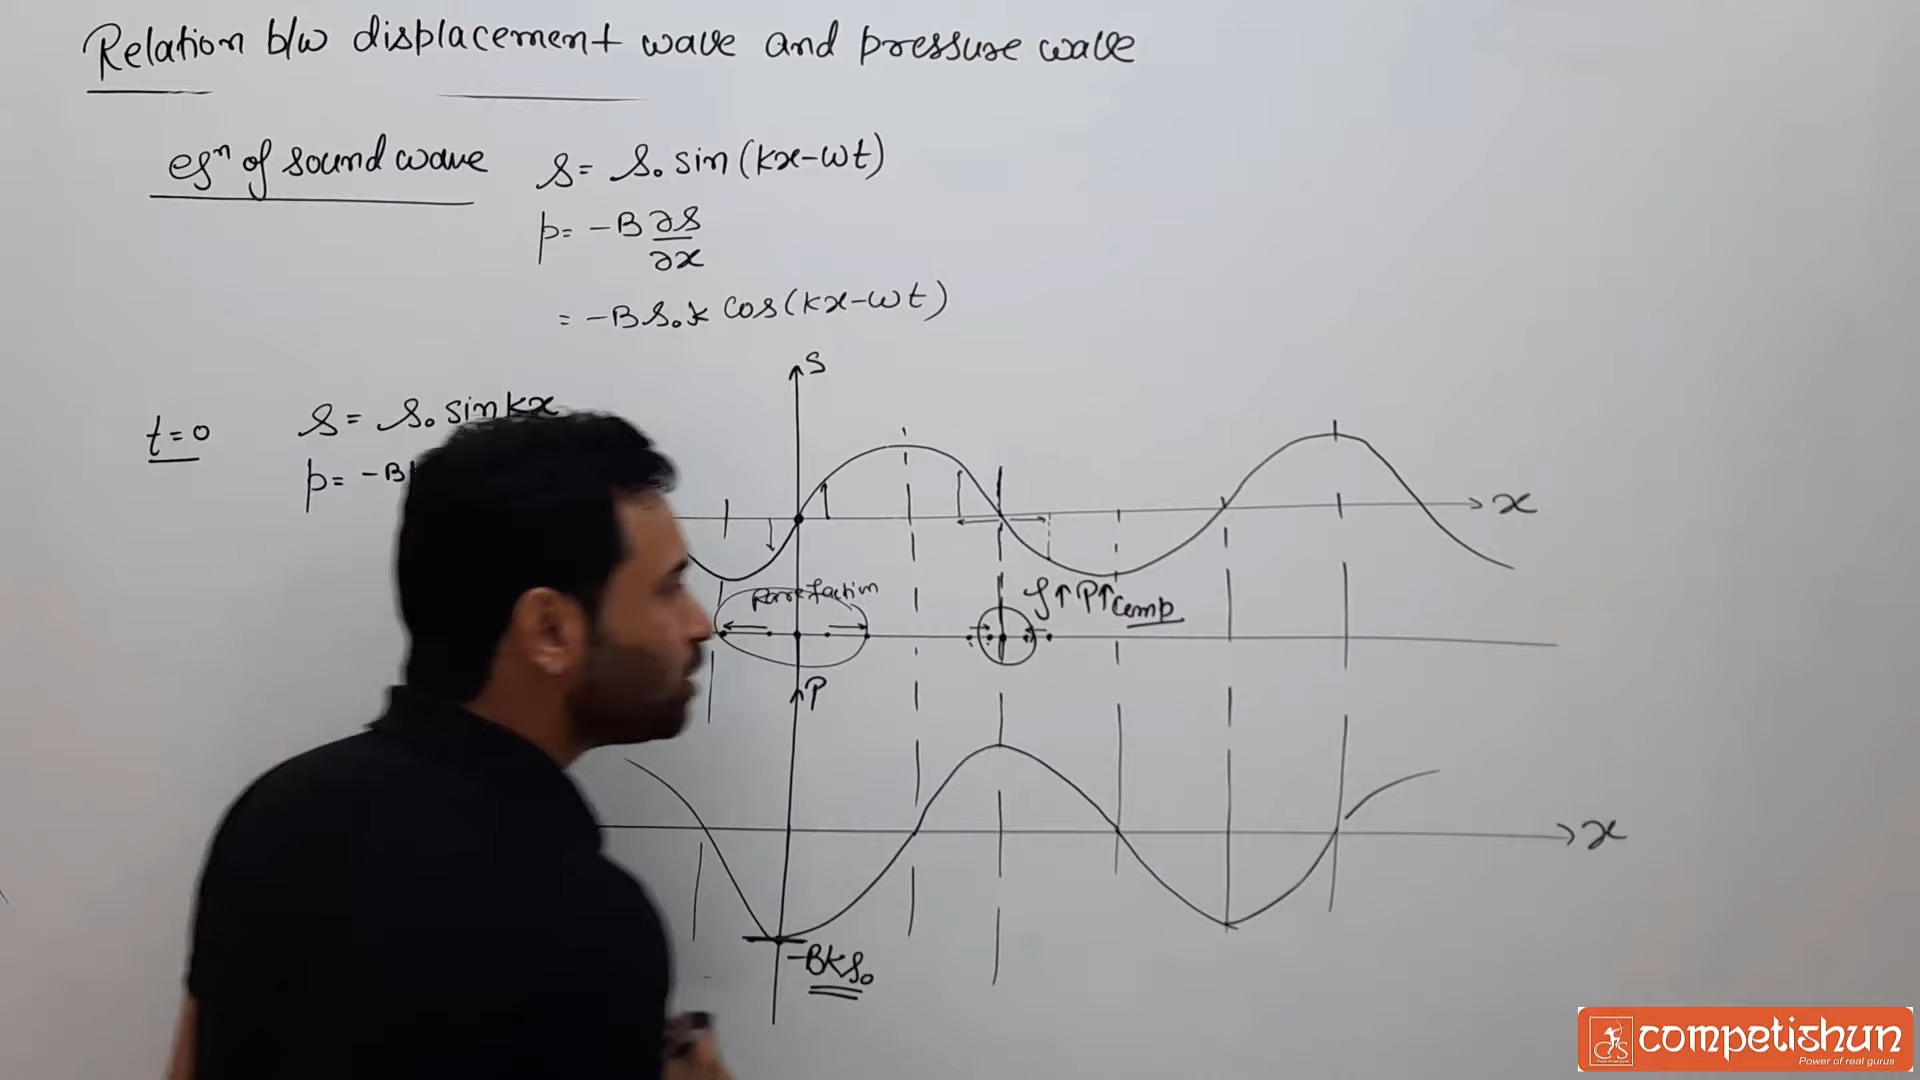 Relation b/w displacement wave and pressure wave
eqⁿ of sound wave s = s₀ sin (kx-ωt)
p = -B ∂s/∂x
= -B s₀ k cos(kx-ωt)
s
t=0 s = s₀ sin kx
p = -B
x
Rarefaction
ρ↑ P↑ Comp
P
x
-Bks₀
competishun
Power of real gurus